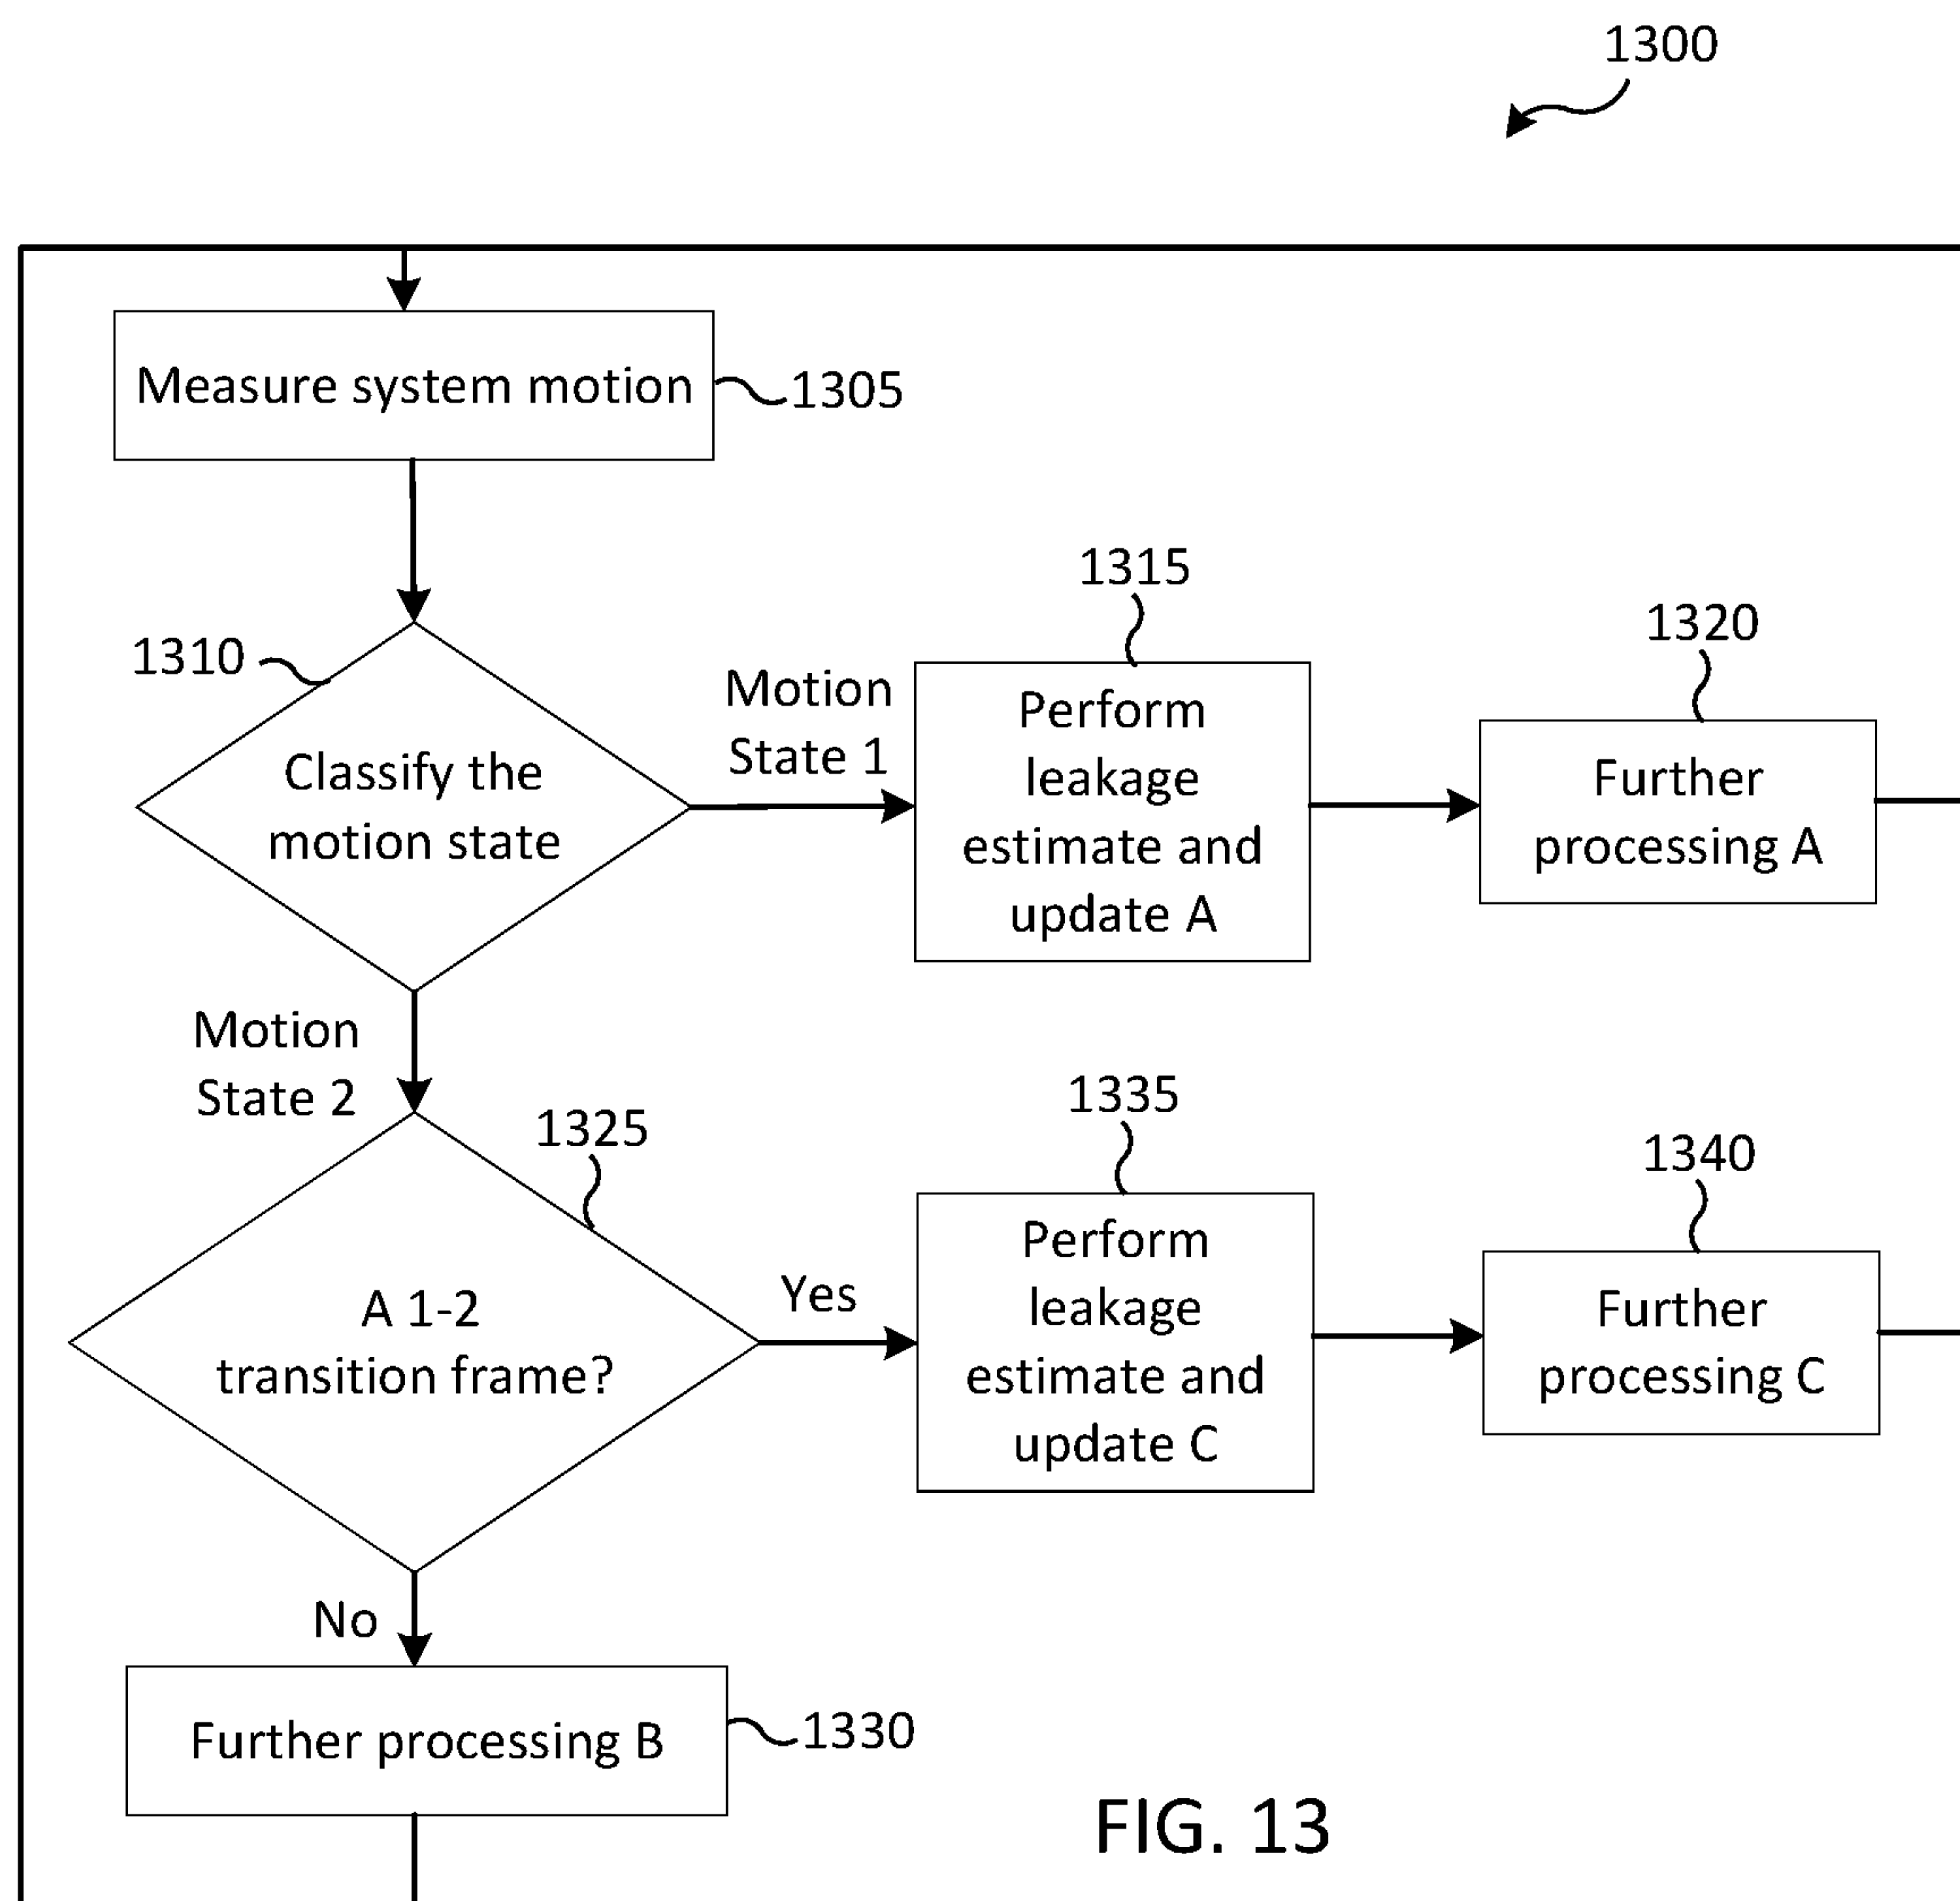 1300
Measure system motion
1305
1310
Classify the
motion state
Motion
State 1
1315
Perform
leakage
estimate and
update A
1320
Further
processing A
Motion
State 2
1325
A 1-2
transition frame?
Yes
1335
Perform
leakage
estimate and
update C
1340
Further
processing C
No
Further processing B
1330
FIG. 13